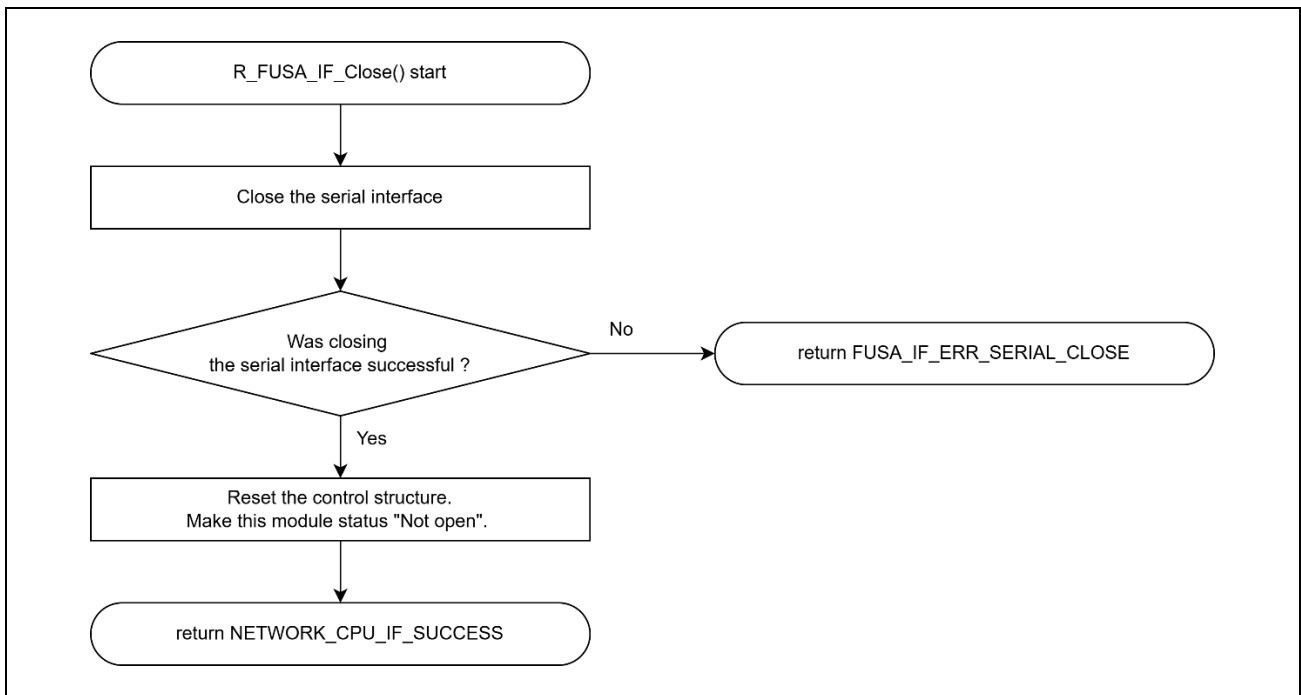 R_FUSA_IF_Close() start
Close the serial interface
Was closing
the serial interface successful ?
No
return FUSA_IF_ERR_SERIAL_CLOSE
Yes
Reset the control structure.
Make this module status "Not open".
return NETWORK_CPU_IF_SUCCESS